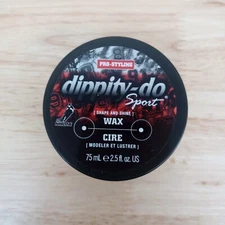 PRO-STYLING
dippity-do
Sport
[ SHAPE AND SHINE ]
WAX
CIRE
[ MODELER ET LUSTRER ]
75 mL e 2.5 fl. oz. US